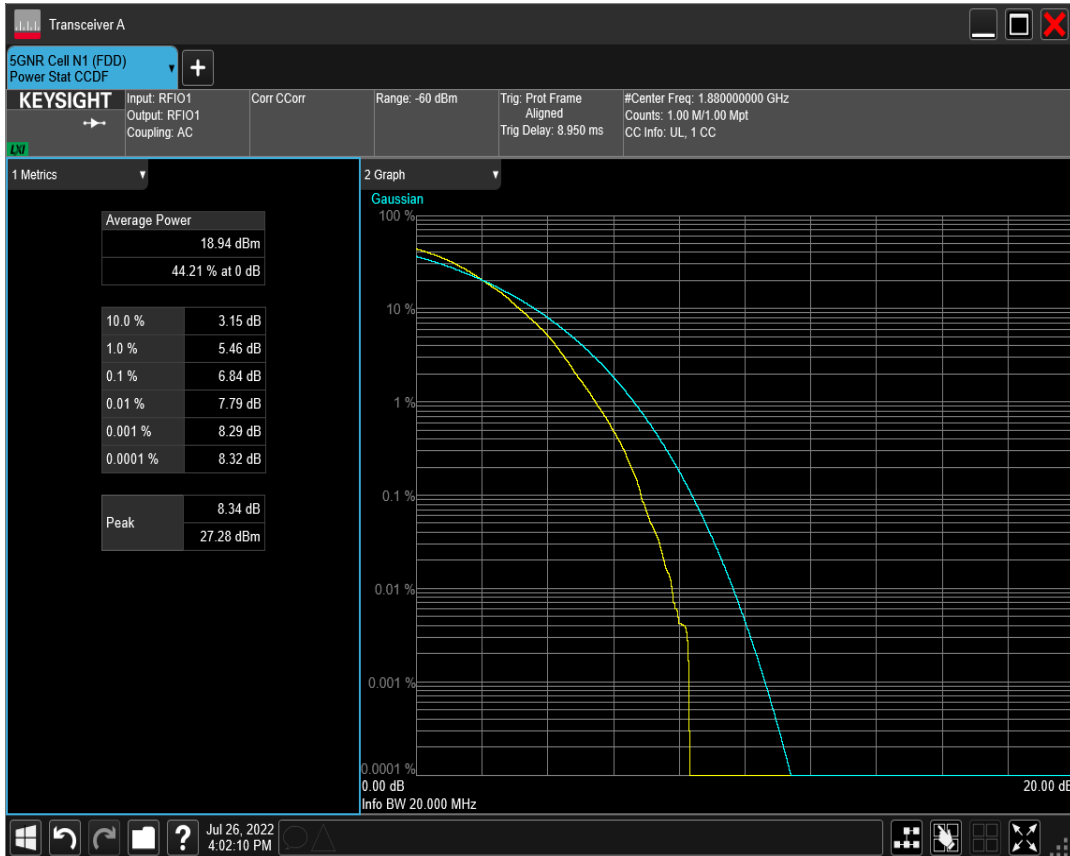 Transceiver A
5GNR Cell N1 (FDD)
Power Stat CCDF
+
KEYSIGHT
LXI
Input: RFIO1
Output: RFIO1
Coupling: AC
Corr CCorr
Range: -60 dBm
Trig: Prot Frame
Aligned
Trig Delay: 8.950 ms
#Center Freq: 1.880000000 GHz
Counts: 1.00 M/1.00 Mpt
CC Info: UL, 1 CC
1 Metrics
Average Power
18.94 dBm
44.21 % at 0 dB
10.0 % 3.15 dB
1.0 % 5.46 dB
0.1 % 6.84 dB
0.01 % 7.79 dB
0.001 % 8.29 dB
0.0001 % 8.32 dB
Peak 8.34 dB
27.28 dBm
2 Graph
Gaussian
100 %
10 %
1 %
0.1 %
0.01 %
0.001 %
0.0001 %
0.00 dB 20.00 dB
Info BW 20.000 MHz
?
Jul 26, 2022
4:02:10 PM